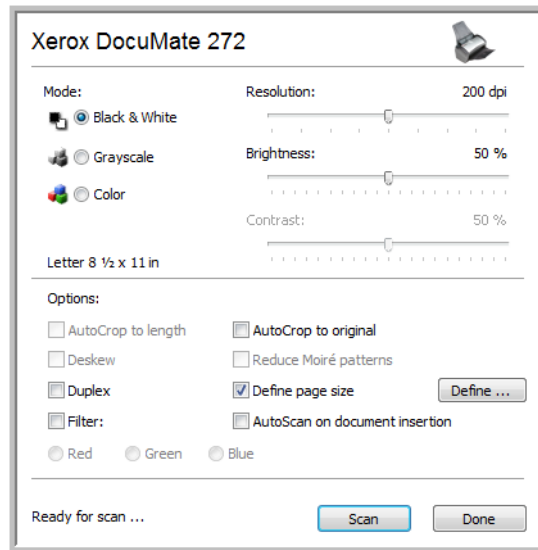 Xerox DocuMate 272
Mode: Resolution: 200 dpi
Black & White
Grayscale Brightness: 50 %
Color
Contrast: 50 %
Letter 8 ½ x 11 in
Options:
AutoCrop to length AutoCrop to original
Deskew Reduce Moiré patterns
Duplex Define page size Define ...
Filter: AutoScan on document insertion
Red Green Blue
Ready for scan ... Scan Done